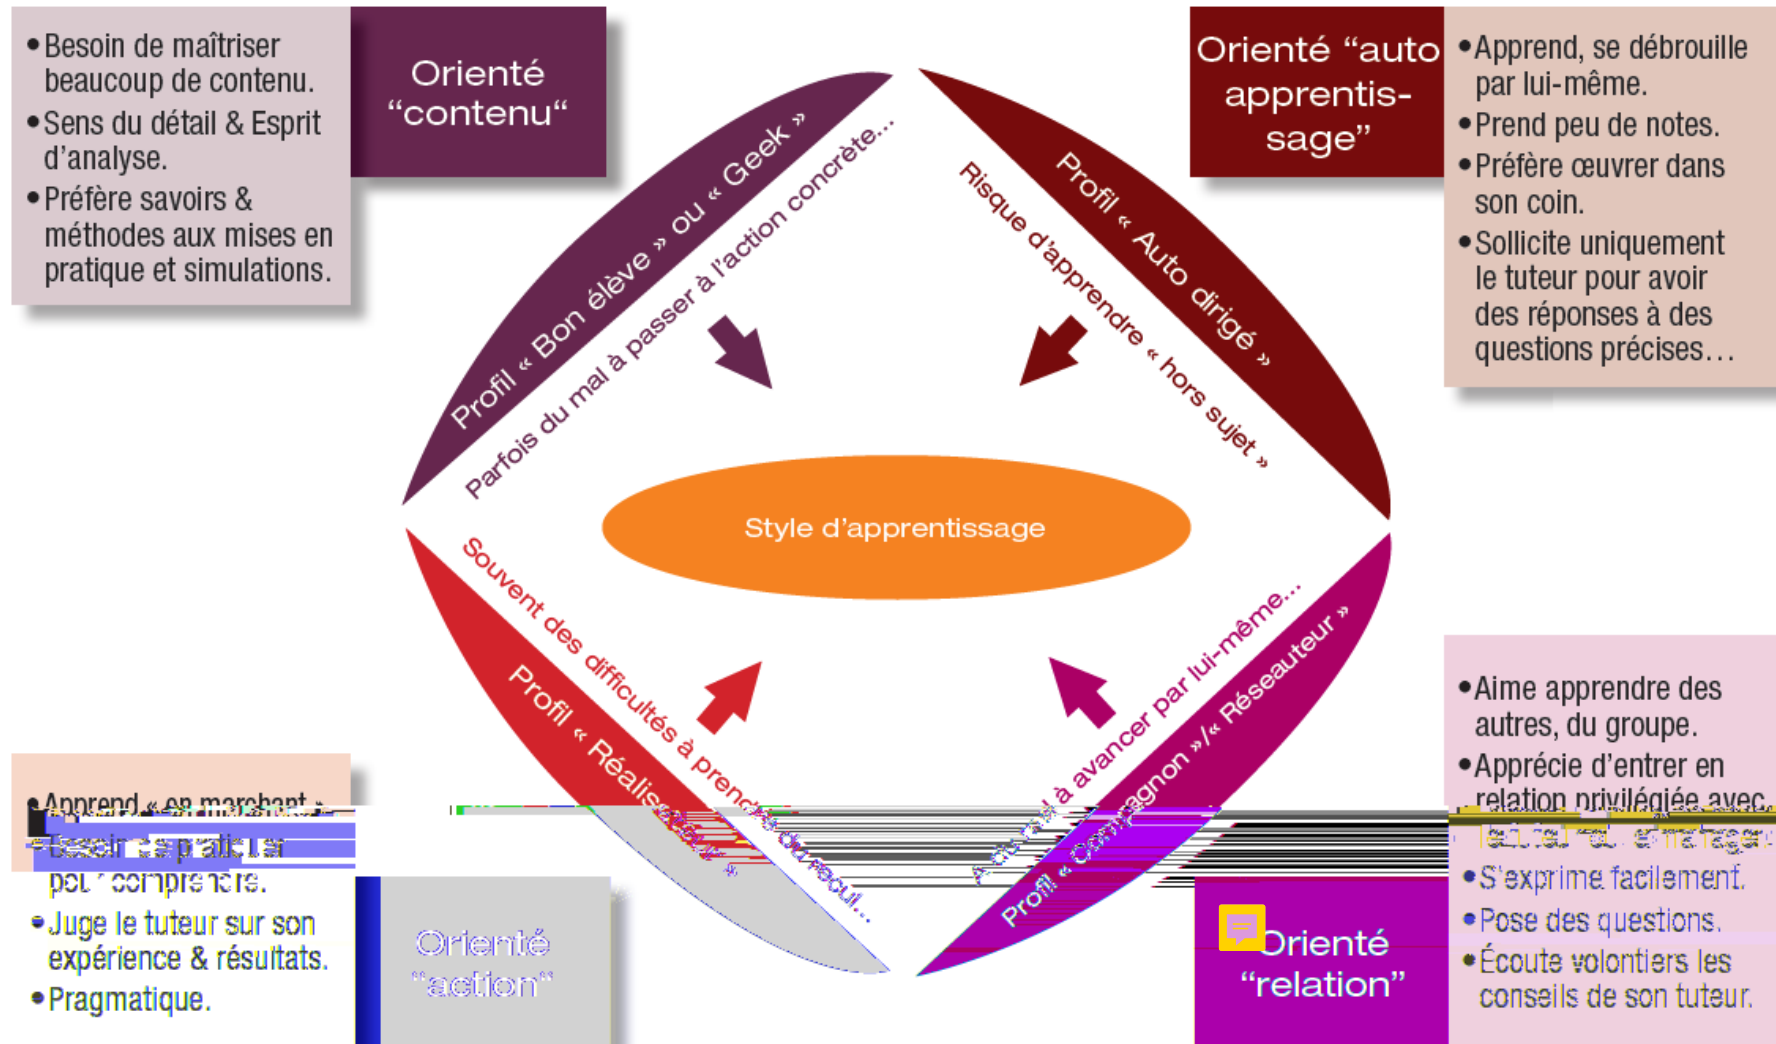 • Besoin de maîtriser
beaucoup de contenu.
• Sens du détail & Esprit
d’analyse.
• Préfère savoirs &
méthodes aux mises en
pratique et simulations.
Orienté
“contenu“
Orienté “auto
apprentis-
sage”
• Apprend, se débrouille
par lui-même.
• Prend peu de notes.
• Préfère œuvrer dans
son coin.
• Sollicite uniquement
le tuteur pour avoir
des réponses à des
questions précises…
Profil « Bon élève » ou « Geek »
Parfois du mal à passer à l’action concrète...
Profil « Auto dirigé »
Risque d’apprendre « hors sujet »
Style d’apprentissage
Souvent des difficultés à prendre du recul...
Profil « Réalisateur »
à avancer par lui-même...
Profil « Compagnon »/« Réseauteur »
• Apprend « en marchant »
• Besoin de pratiquer
pour comprendre.
• Juge le tuteur sur son
expérience & résultats.
• Pragmatique.
Orienté
“action“
Orienté
“relation”
• Aime apprendre des
autres, du groupe.
• Apprécie d’entrer en
relation privilégiée avec
manager
• S’exprime facilement.
• Pose des questions.
• Écoute volontiers les
conseils de son tuteur.